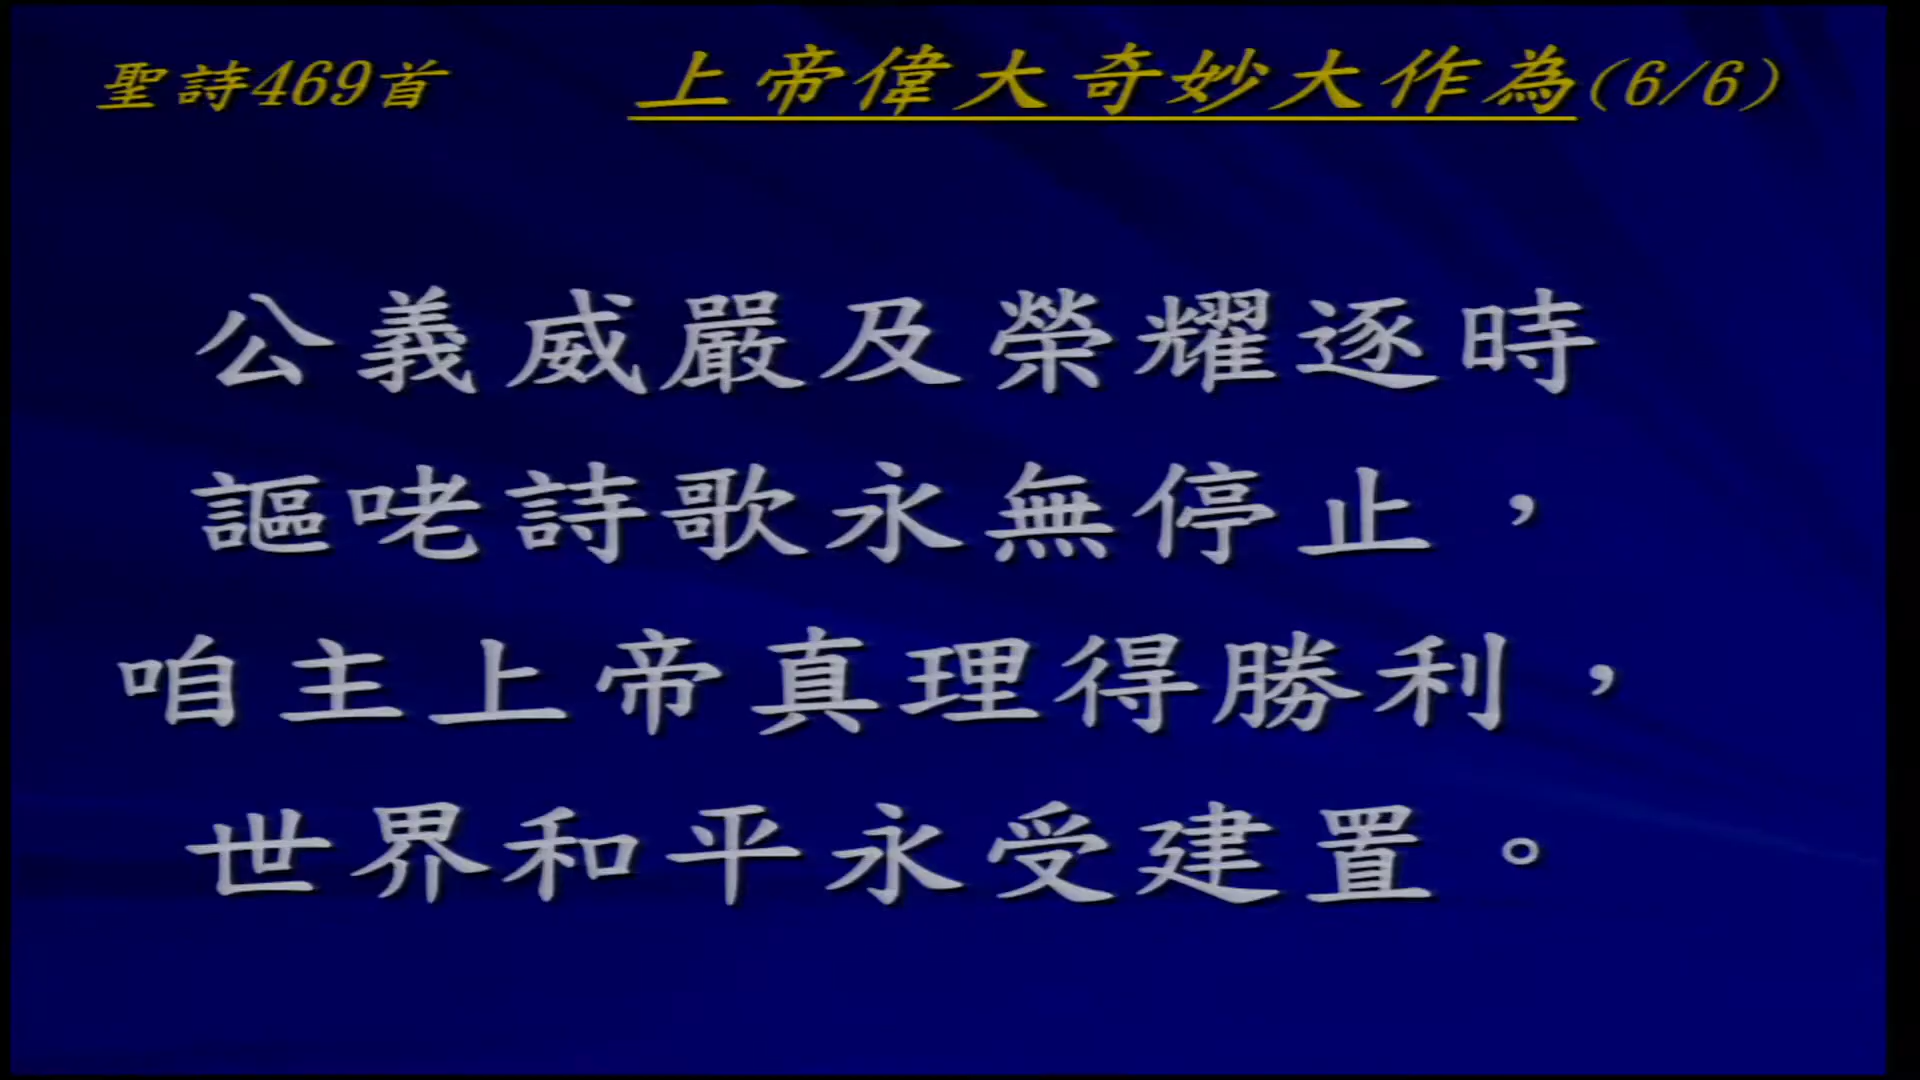 聖詩469首 上帝偉大奇妙大作為(6/6)
公義威嚴及榮耀逐時
謳咾詩歌永無停止，
咱主上帝真理得勝利，
世界和平永受建置。